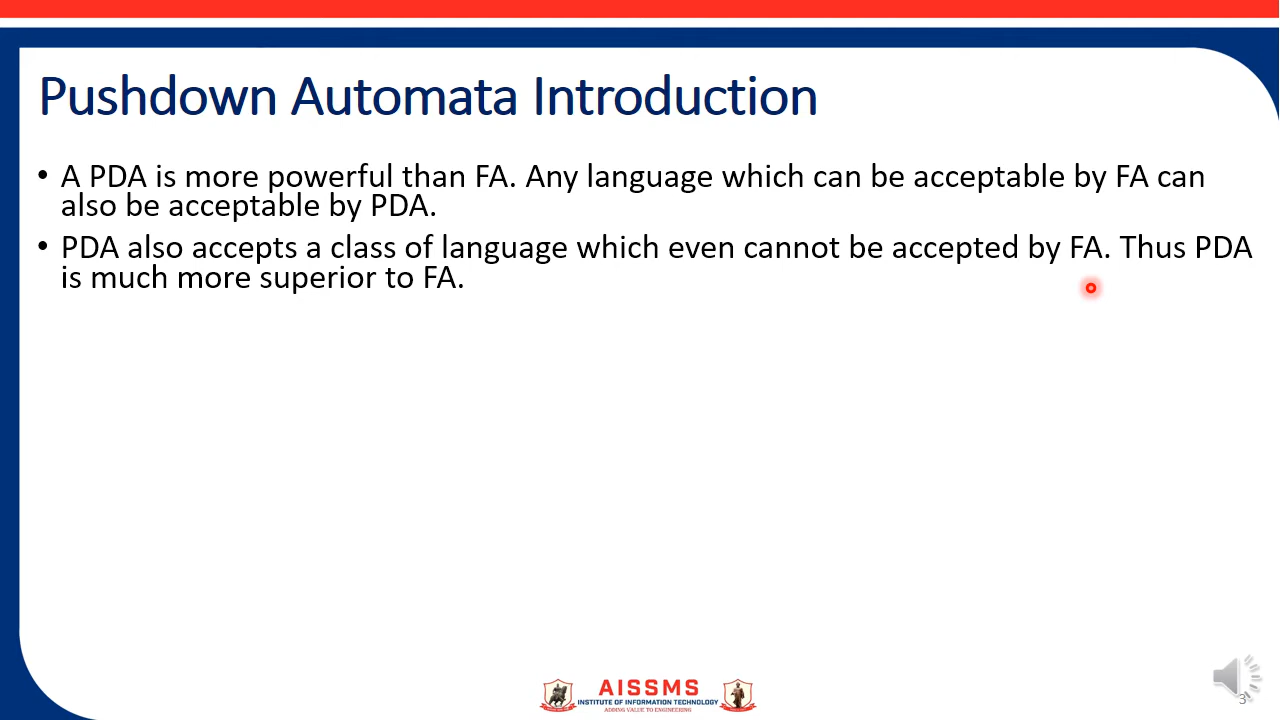 Pushdown Automata Introduction
• A PDA is more powerful than FA. Any language which can be acceptable by FA can
also be acceptable by PDA.
• PDA also accepts a class of language which even cannot be accepted by FA. Thus PDA
is much more superior to FA.
AISSMS
INSTITUTE OF INFORMATION TECHNOLOGY
ADDING VALUE TO ENGINEERING
3